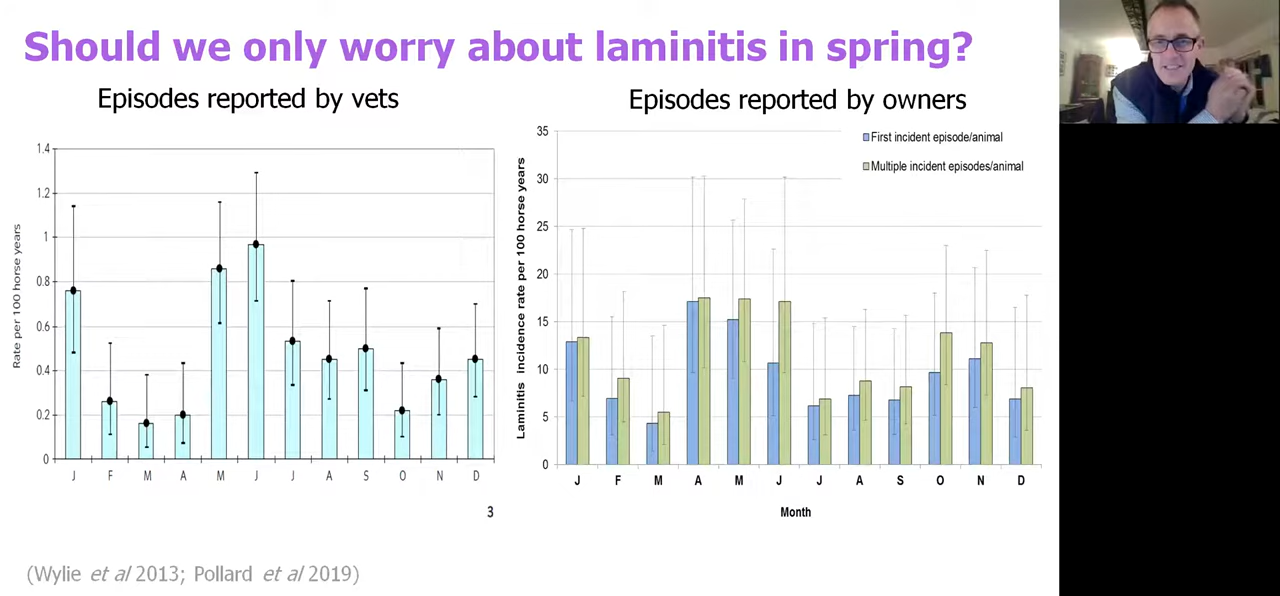 Should we only worry about laminitis in spring?
Episodes reported by vets
Episodes reported by owners
Rate per 100 horse years
1.4
1.2
1
0.8
0.6
0.4
0.2
0
J F M A M J J A S O N D
3
Laminitis incidence rate per 100 horse years
35
30
25
20
15
10
5
0
First incident episode/animal
Multiple incident episodes/animal
J F M A M J J A S O N D
Month
(Wylie et al 2013; Pollard et al 2019)